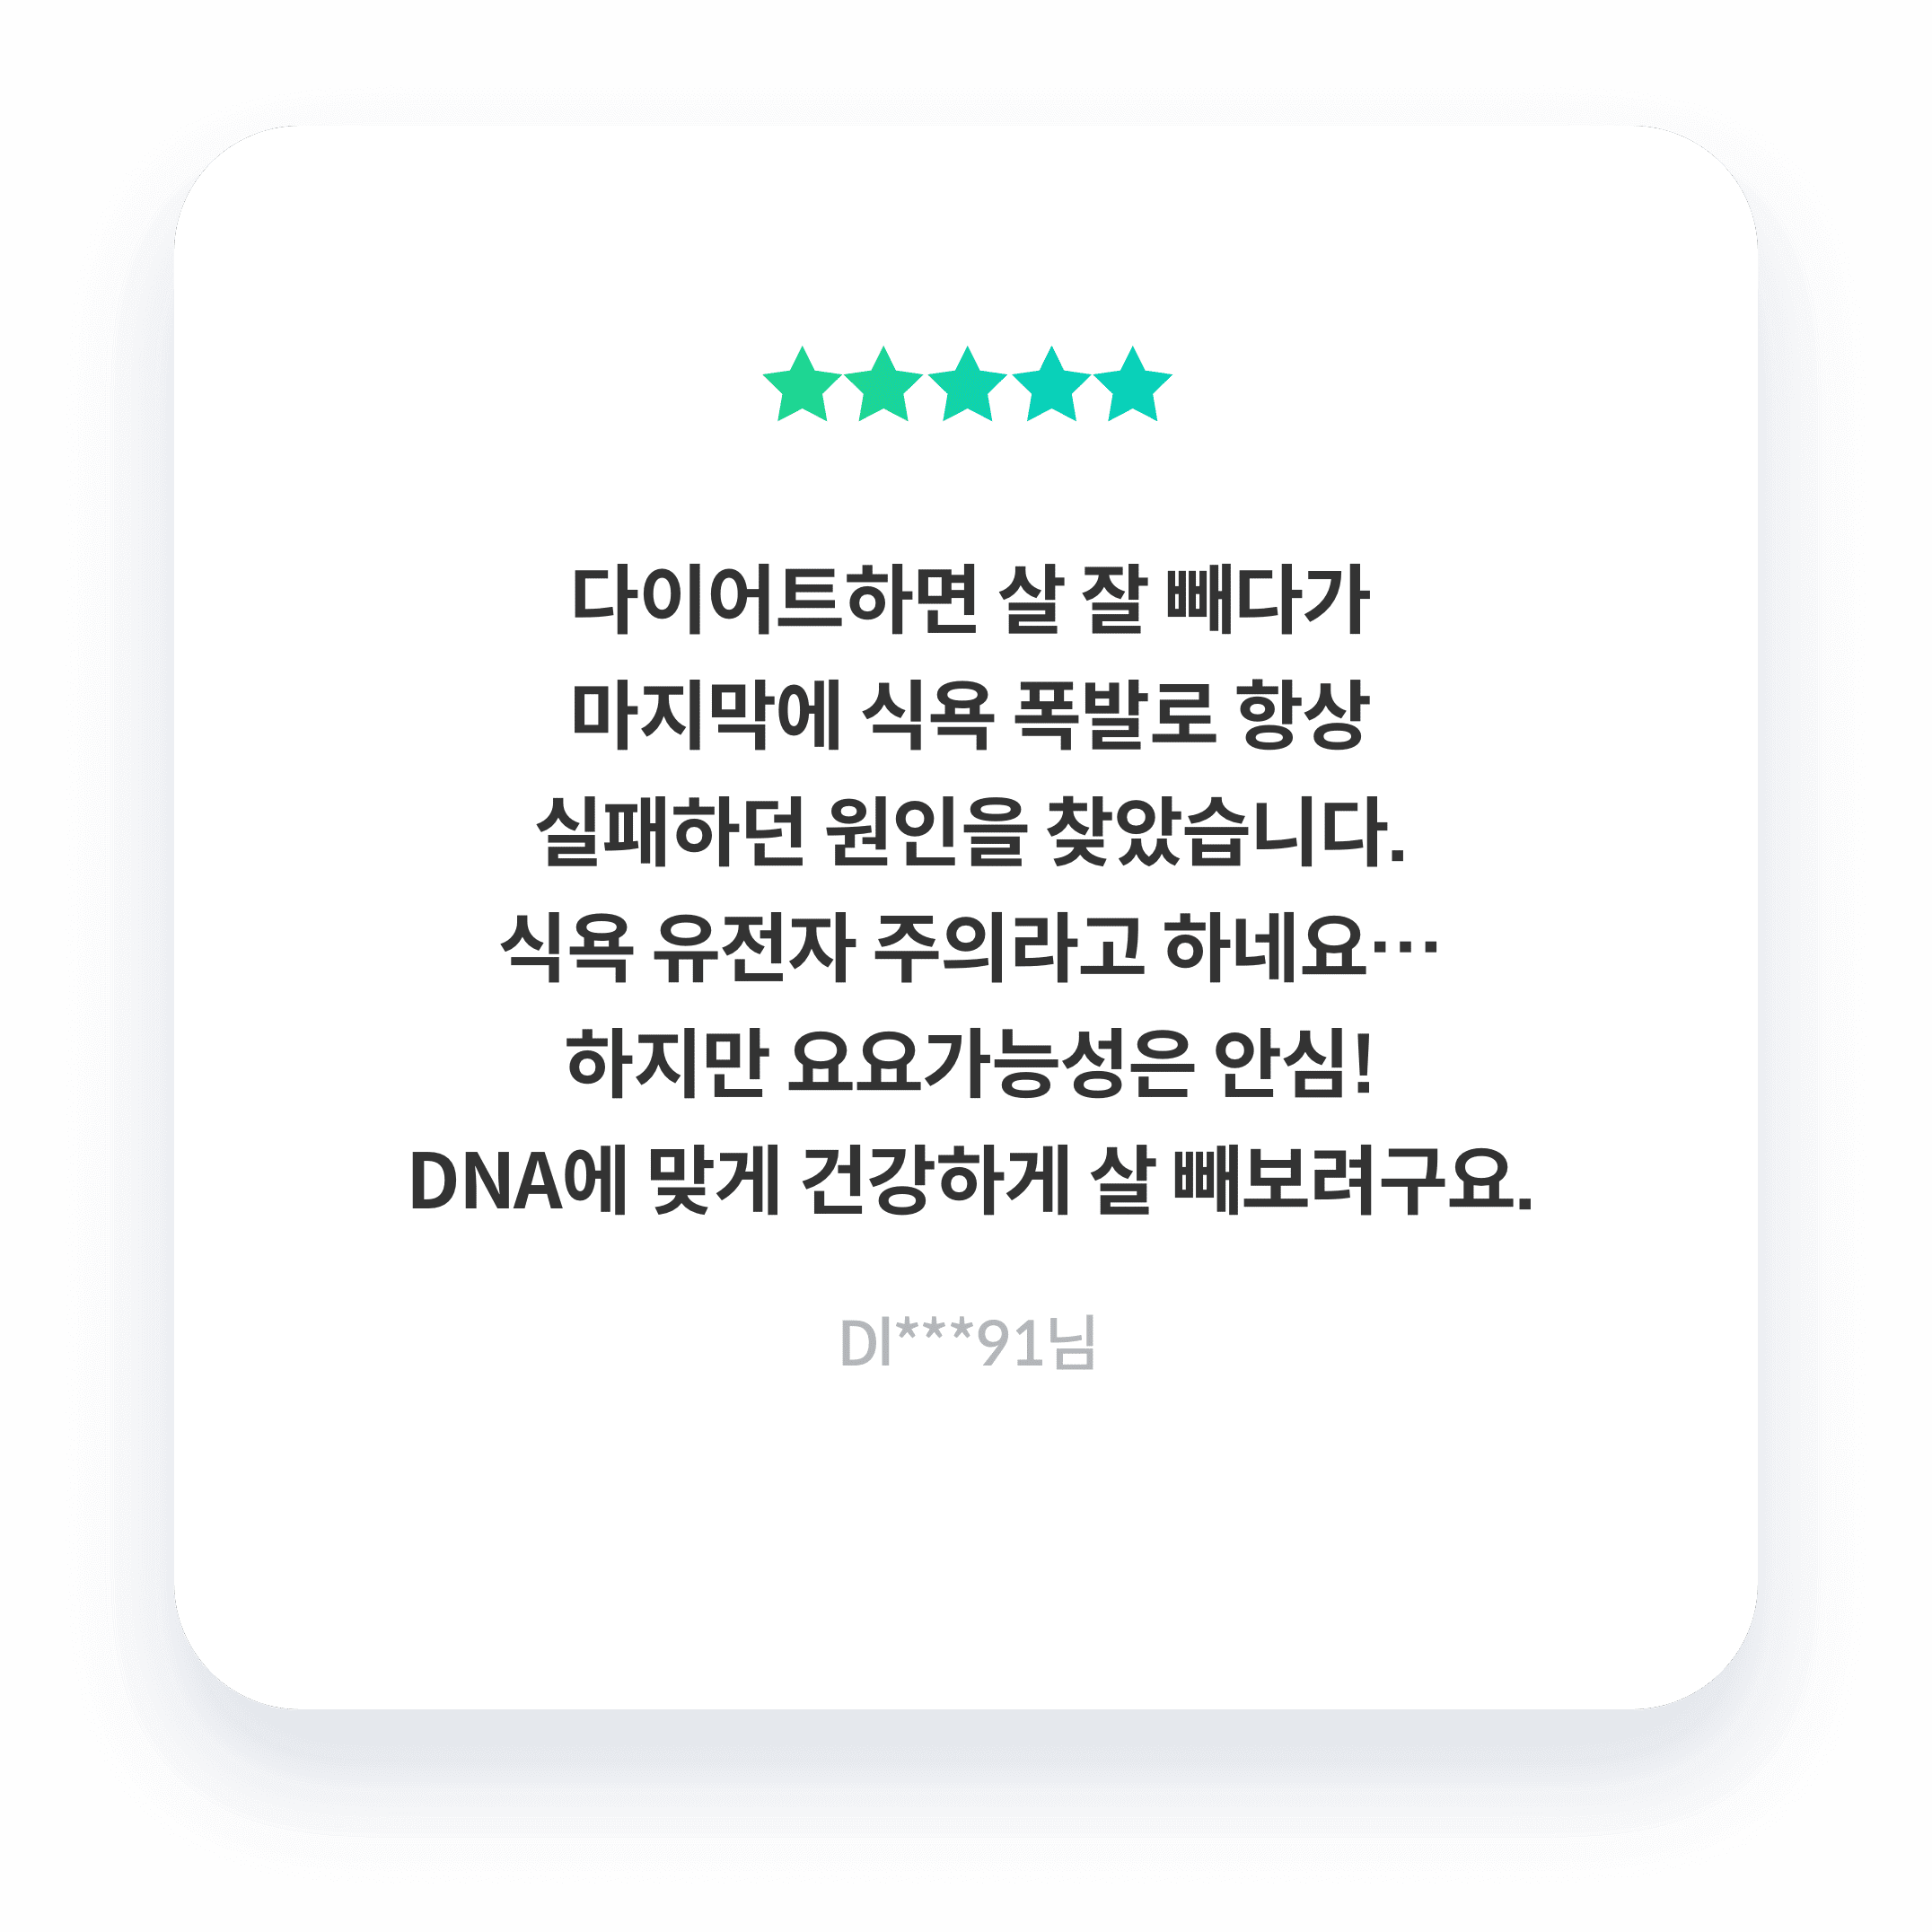 다이어트하면 살 잘 빼다가
마지막에 식욕 폭발로 항상
실패하던 원인을 찾았습니다.
식욕 유전자 주의라고 하네요…
하지만 요요가능성은 안심!
DNA에 맞게 건강하게 살 빼보려구요.
Dl***91님